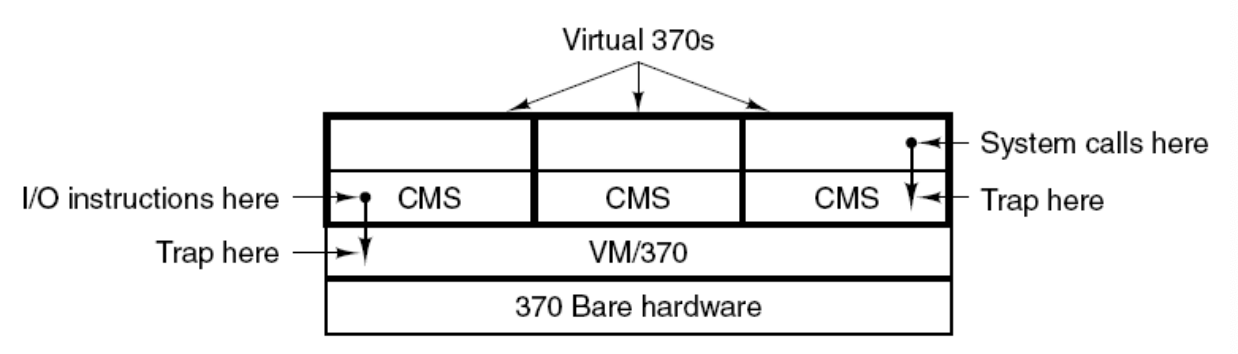 Virtual 370s
System calls here
I/O instructions here
CMS
CMS
CMS
Trap here
Trap here
VM/370
370 Bare hardware